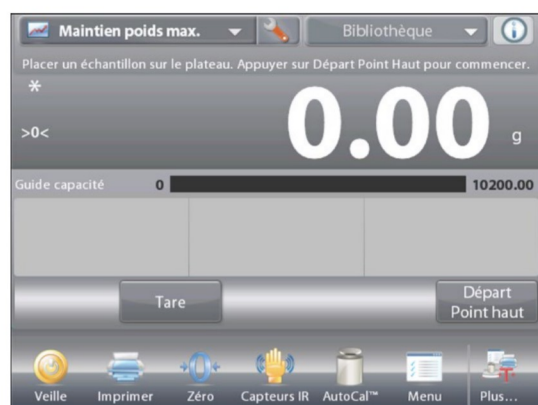 Maintien poids max.
Bibliothèque
Placer un échantillon sur le plateau. Appuyer sur Départ Point Haut pour commencer.
*
>0<
0.00 g
Guide capacité 0 10200.00
Tare
Départ
Point haut
Veille Imprimer Zéro Capteurs IR AutoCal™ Menu Plus...